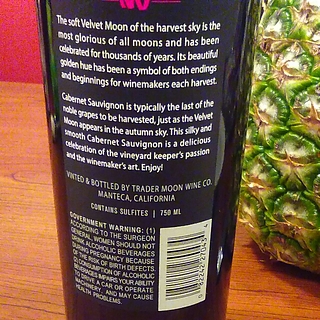 The soft Velvet Moon of the harvest sky is the
most glorious of all moons and has been
celebrated for thousands of years. Its beautiful
golden hue has been a symbol of both endings
and beginnings for winemakers each harvest.
Cabernet Sauvignon is typically the last of the
noble grapes to be harvested, just as the Velvet
Moon appears in the autumn sky. This silky and
smooth Cabernet Sauvignon is a delicious
celebration of the vineyard keeper's passion
and the winemaker's art. Enjoy!
VINTED & BOTTLED BY TRADER MOON WINE CO.
MANTECA, CALIFORNIA
CONTAINS SULFITES | 750 ML
GOVERNMENT WARNING: (1)
ACCORDING TO THE SURGEON
GENERAL, WOMEN SHOULD NOT
DRINK ALCOHOLIC BEVERAGES
DURING PREGNANCY BECAUSE
OF THE RISK OF BIRTH DEFECTS.
(2) CONSUMPTION OF ALCOHOLIC
BEVERAGES IMPAIRS YOUR ABILITY
TO DRIVE A CAR OR OPERATE
MACHINERY, AND MAY CAUSE
HEALTH PROBLEMS.